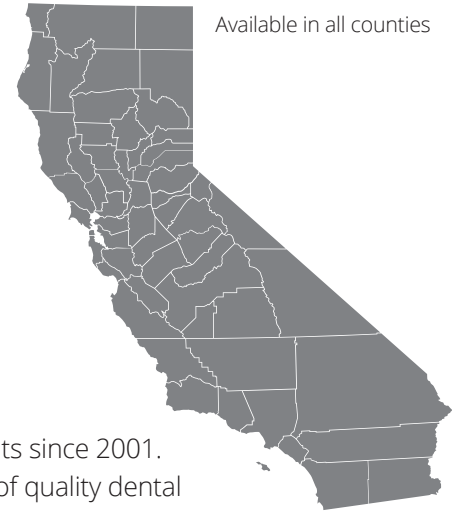 Available in all counties
ts since 2001.
of quality dental